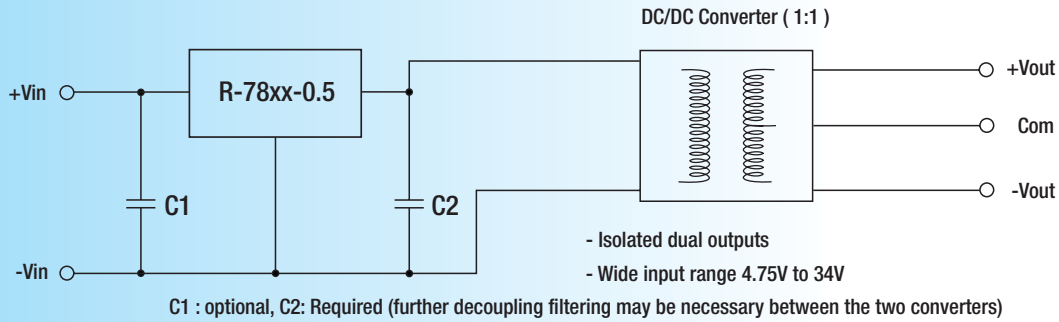 DC/DC Converter ( 1:1 )
+Vin
R-78xx-0.5
+Vout
Com
C1
C2
-Vout
- Isolated dual outputs
-Vin
- Wide input range 4.75V to 34V
C1 : optional, C2: Required (further decoupling filtering may be necessary between the two converters)